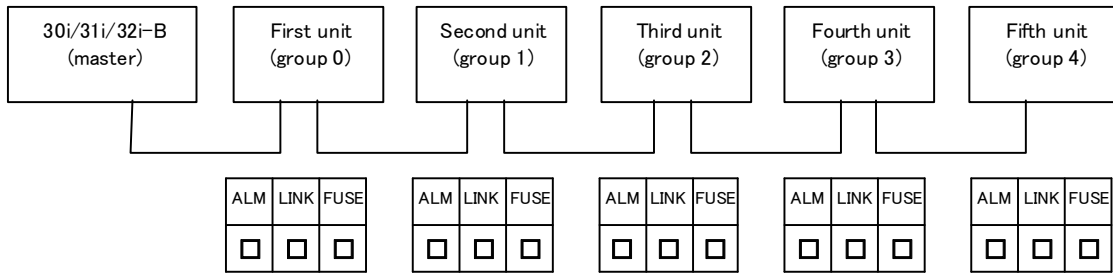 30i/31i/32i-B
(master)
First unit
(group 0)
Second unit
(group 1)
Third unit
(group 2)
Fourth unit
(group 3)
Fifth unit
(group 4)
ALM LINK FUSE
ALM LINK FUSE
ALM LINK FUSE
ALM LINK FUSE
ALM LINK FUSE